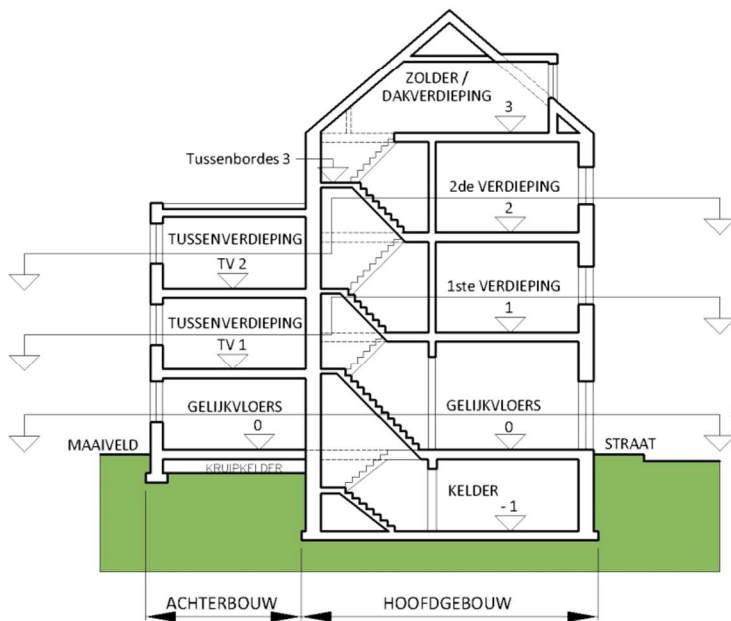 ZOLDER /
DAKVERDIEPING
3
Tussenbordes 3
2de VERDIEPING
2
TUSSENVERDIEPING
TV 2
1ste VERDIEPING
1
TUSSENVERDIEPING
TV 1
GELIJKVLOERS
0
GELIJKVLOERS
0
MAAIVELD
STRAAT
KRUIPKELDER
KELDER
- 1
ACHTERBOUW
HOOFDGEBOUW